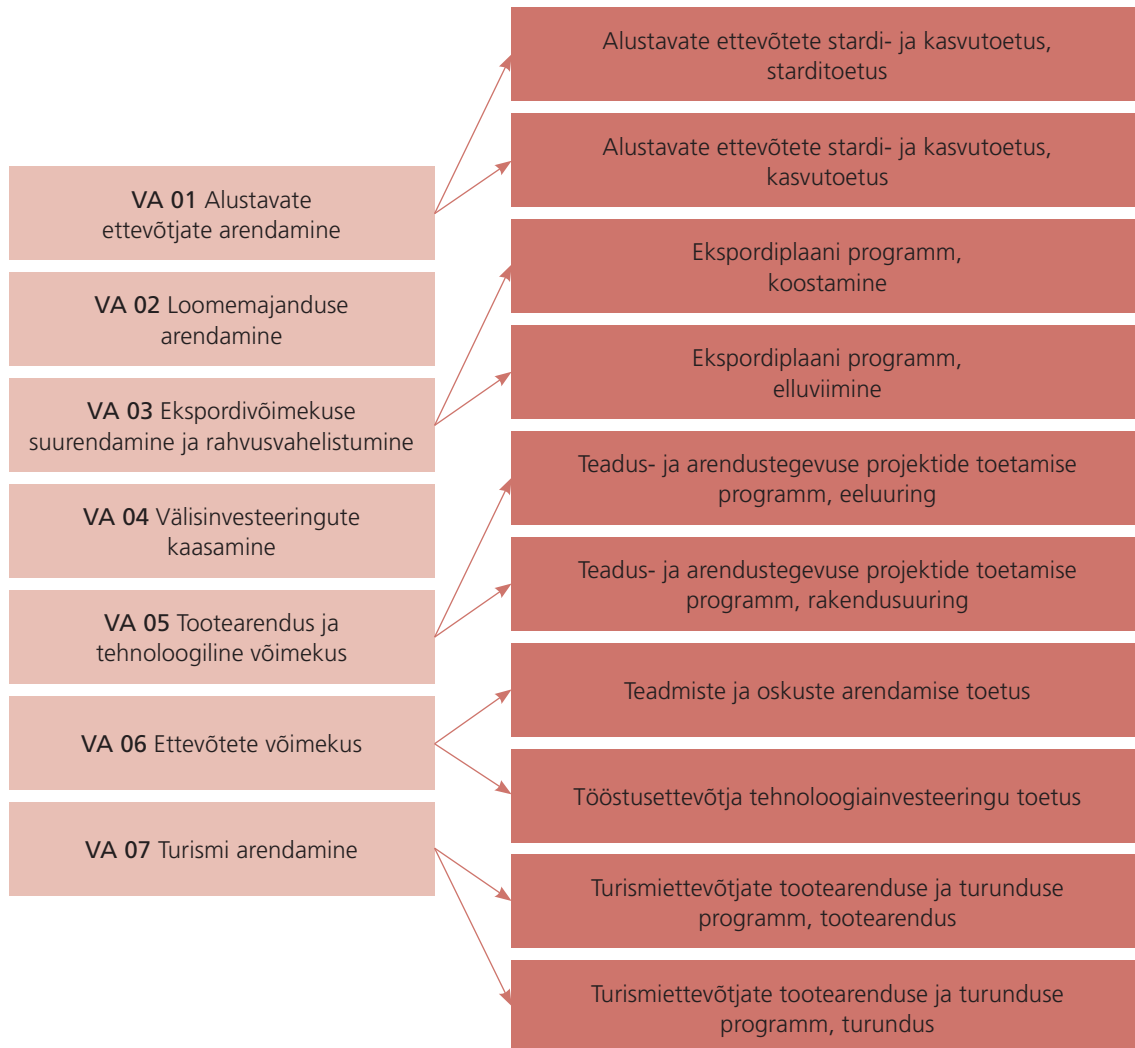 VA 01 Alustavate
ettevõtjate arendamine
VA 02 Loomemajanduse
arendamine
VA 03 Ekspordivõimekuse
suurendamine ja rahvusvahelistumine
VA 04 Välisinvesteeringute
kaasamine
VA 05 Tootearendus ja
tehnoloogiline võimekus
VA 06 Ettevõtete võimekus
VA 07 Turismi arendamine
Alustavate ettevõtete stardi- ja kasvutoetus,
starditoetus
Alustavate ettevõtete stardi- ja kasvutoetus,
kasvutoetus
Ekspordiplaani programm,
koostamine
Ekspordiplaani programm,
elluviimine
Teadus- ja arendustegevuse projektide toetamise
programm, eeluuring
Teadus- ja arendustegevuse projektide toetamise
programm, rakendusuuring
Teadmiste ja oskuste arendamise toetus
Tööstusettevõtja tehnoloogiainvesteeringu toetus
Turismiettevõtjate tootearenduse ja turunduse
programm, tootearendus
Turismiettevõtjate tootearenduse ja turunduse
programm, turundus